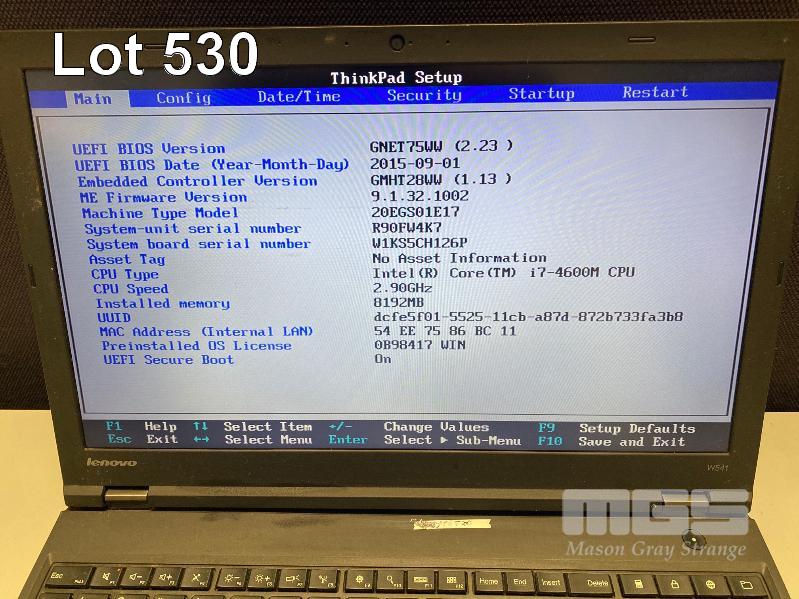 Lot 530
ThinkPad Setup
Main Config Date/Time Security Startup Restart
UEFI BIOS Version GNET75WW (2.23 )
UEFI BIOS Date (Year-Month-Day) 2015-09-01
Embedded Controller Version GMHT28WW (1.13 )
ME Firmware Version 9.1.32.1002
Machine Type Model 20EGS01E17
System-unit serial number R90FW4K7
System board serial number W1KS5CH126P
Asset Tag No Asset Information
CPU Type Intel(R) Core(TM) i7-4600M CPU
CPU Speed 2.90GHz
Installed memory 8192MB
UUID dcfe5f01-5525-11cb-a87d-872b733fa3b8
MAC Address (Internal LAN) 54 EE 75 86 BC 11
Preinstalled OS License 0B98417 WIN
UEFI Secure Boot On
F1 Help ↑↓ Select Item +/- Change Values F9 Setup Defaults
Esc Exit ←→ Select Menu Enter Select ▶ Sub-Menu F10 Save and Exit
lenovo W541
MGS
Mason Gray Strange
Esc Home End Insert Delete